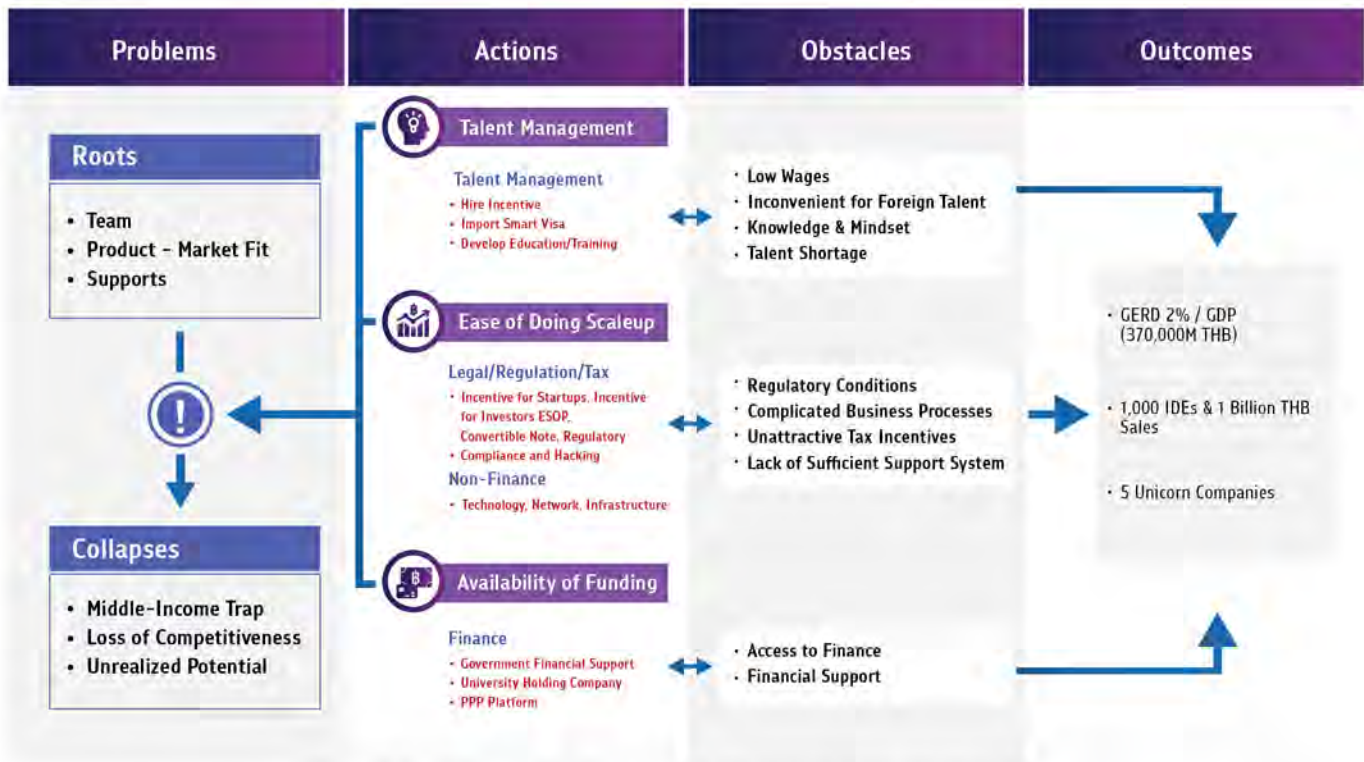 Problems
Actions
Obstacles
Outcomes
Roots
• Team
• Product – Market Fit
• Supports
!
Collapses
• Middle-Income Trap
• Loss of Competitiveness
• Unrealized Potential
Talent Management
Talent Management
• Hire Incentive
• Import Smart Visa
• Develop Education/Training
Ease of Doing Scaleup
Legal/Regulation/Tax
• Incentive for Startups, Incentive
for Investors ESOP,
Convertible Note, Regulatory
• Compliance and Hacking
Non-Finance
• Technology, Network, Infrastructure
Availability of Funding
Finance
• Government Financial Support
• University Holding Company
• PPP Platform
· Low Wages
· Inconvenient for Foreign Talent
· Knowledge & Mindset
· Talent Shortage
· Regulatory Conditions
· Complicated Business Processes
· Unattractive Tax Incentives
· Lack of Sufficient Support System
· Access to Finance
· Financial Support
· GERD 2% / GDP
(370,000M THB)
· 1,000 IDEs & 1 Billion THB
Sales
· 5 Unicorn Companies